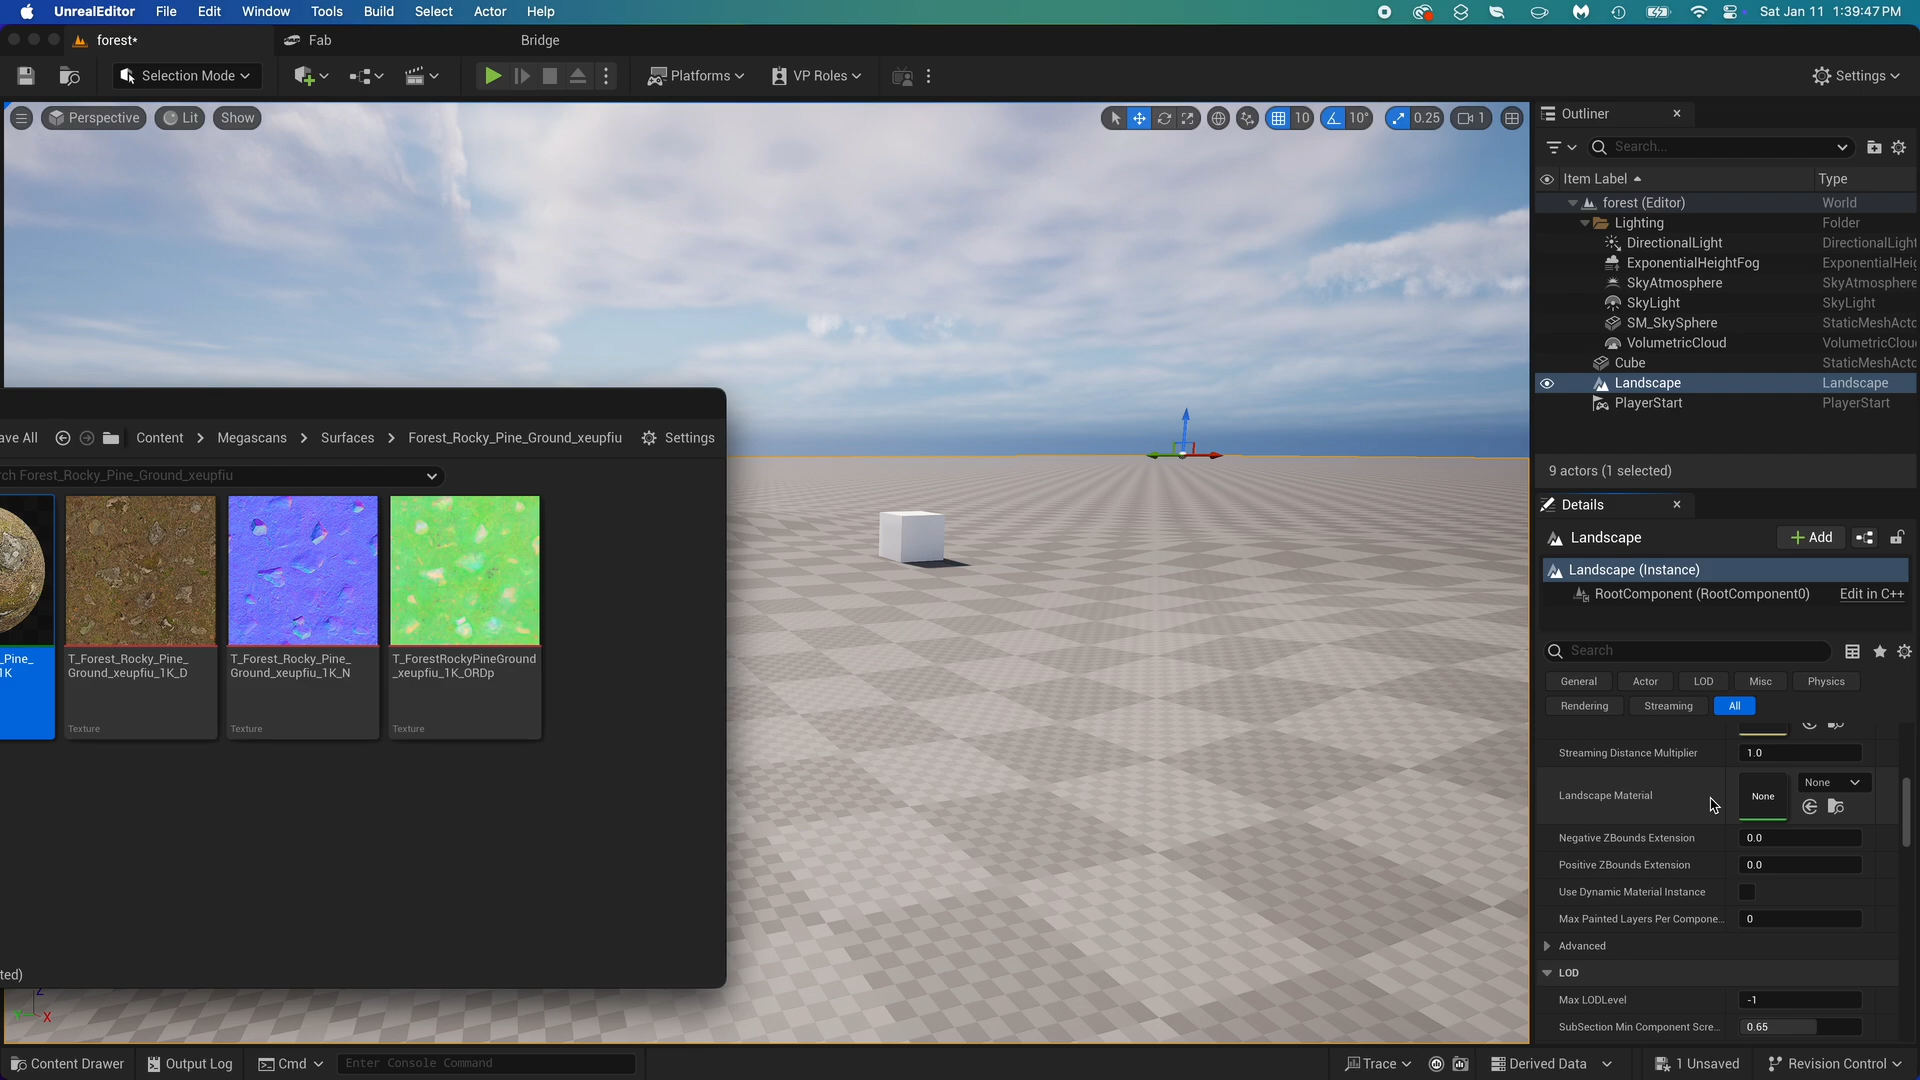 UnrealEditor File Edit Window Tools Build Select Actor Help Sat Jan 11 1:39:47 PM
forest* Fab Bridge
Selection Mode Platforms VP Roles Settings
Perspective Lit Show 10 10° 0.25 1
Outliner
Search...
Item Label Type
forest (Editor) World
Lighting Folder
DirectionalLight DirectionalLight
ExponentialHeightFog ExponentialHeig
SkyAtmosphere SkyAtmosphere
SkyLight SkyLight
SM_SkySphere StaticMeshActo
VolumetricCloud VolumetricClou
Cube StaticMeshActo
Landscape Landscape
PlayerStart PlayerStart
9 actors (1 selected)
Details
Landscape Add
Landscape (Instance)
RootComponent (RootComponent0) Edit in C++
Search
General Actor LOD Misc Physics
Rendering Streaming All
Streaming Distance Multiplier 1.0
Landscape Material None None
Negative ZBounds Extension 0.0
Positive ZBounds Extension 0.0
Use Dynamic Material Instance
Max Painted Layers Per Compone... 0
Advanced
LOD
Max LODLevel -1
SubSection Min Component Scre... 0.65
ave All Content > Megascans > Surfaces > Forest_Rocky_Pine_Ground_xeupfiu Settings
rch Forest_Rocky_Pine_Ground_xeupfiu
_Pine_
1K
T_Forest_Rocky_Pine_
Ground_xeupfiu_1K_D
Texture
T_Forest_Rocky_Pine_
Ground_xeupfiu_1K_N
Texture
T_ForestRockyPineGround
_xeupfiu_1K_ORDp
Texture
ted)
Z
Y X
Content Drawer Output Log Cmd Enter Console Command Trace Derived Data 1 Unsaved Revision Control